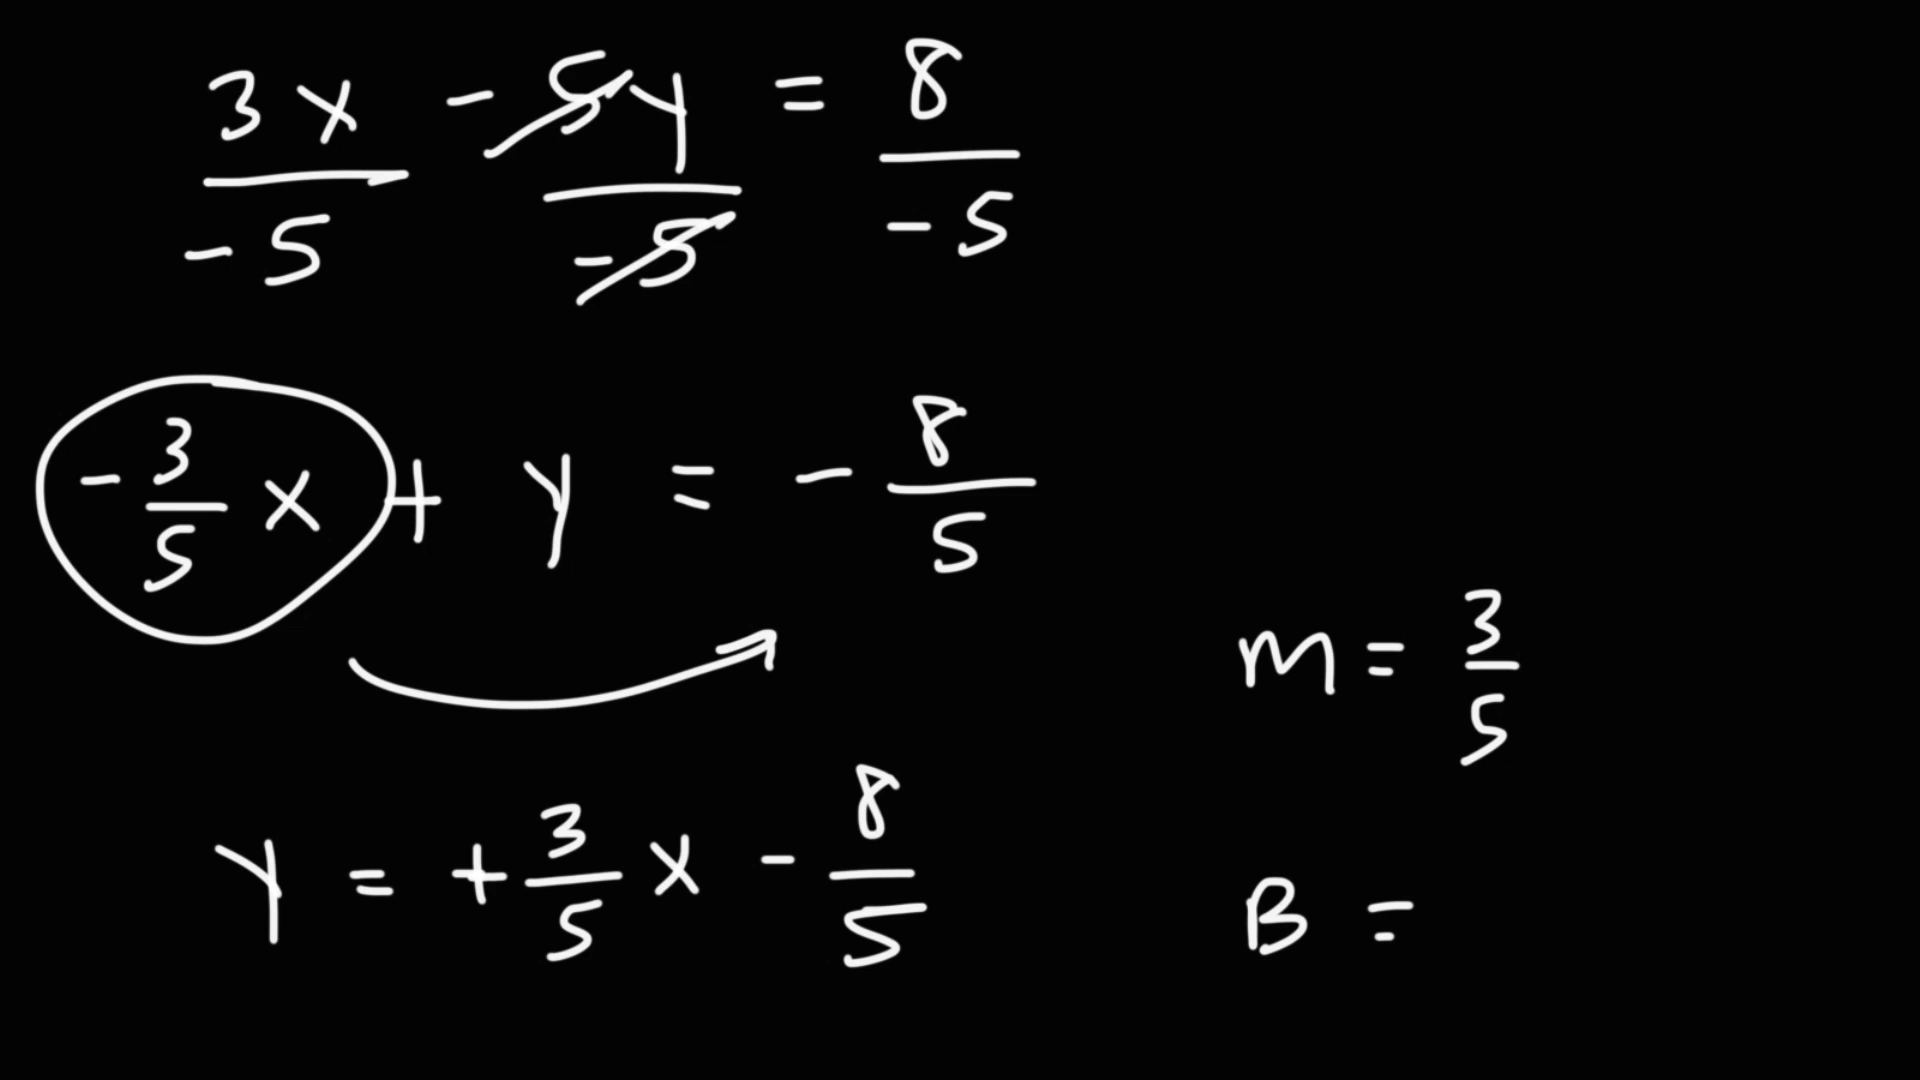 3x - 5y = 8
-5 -5 -5
-3/5 x + y = -8/5
m = 3/5
y = +3/5 x - 8/5
B =